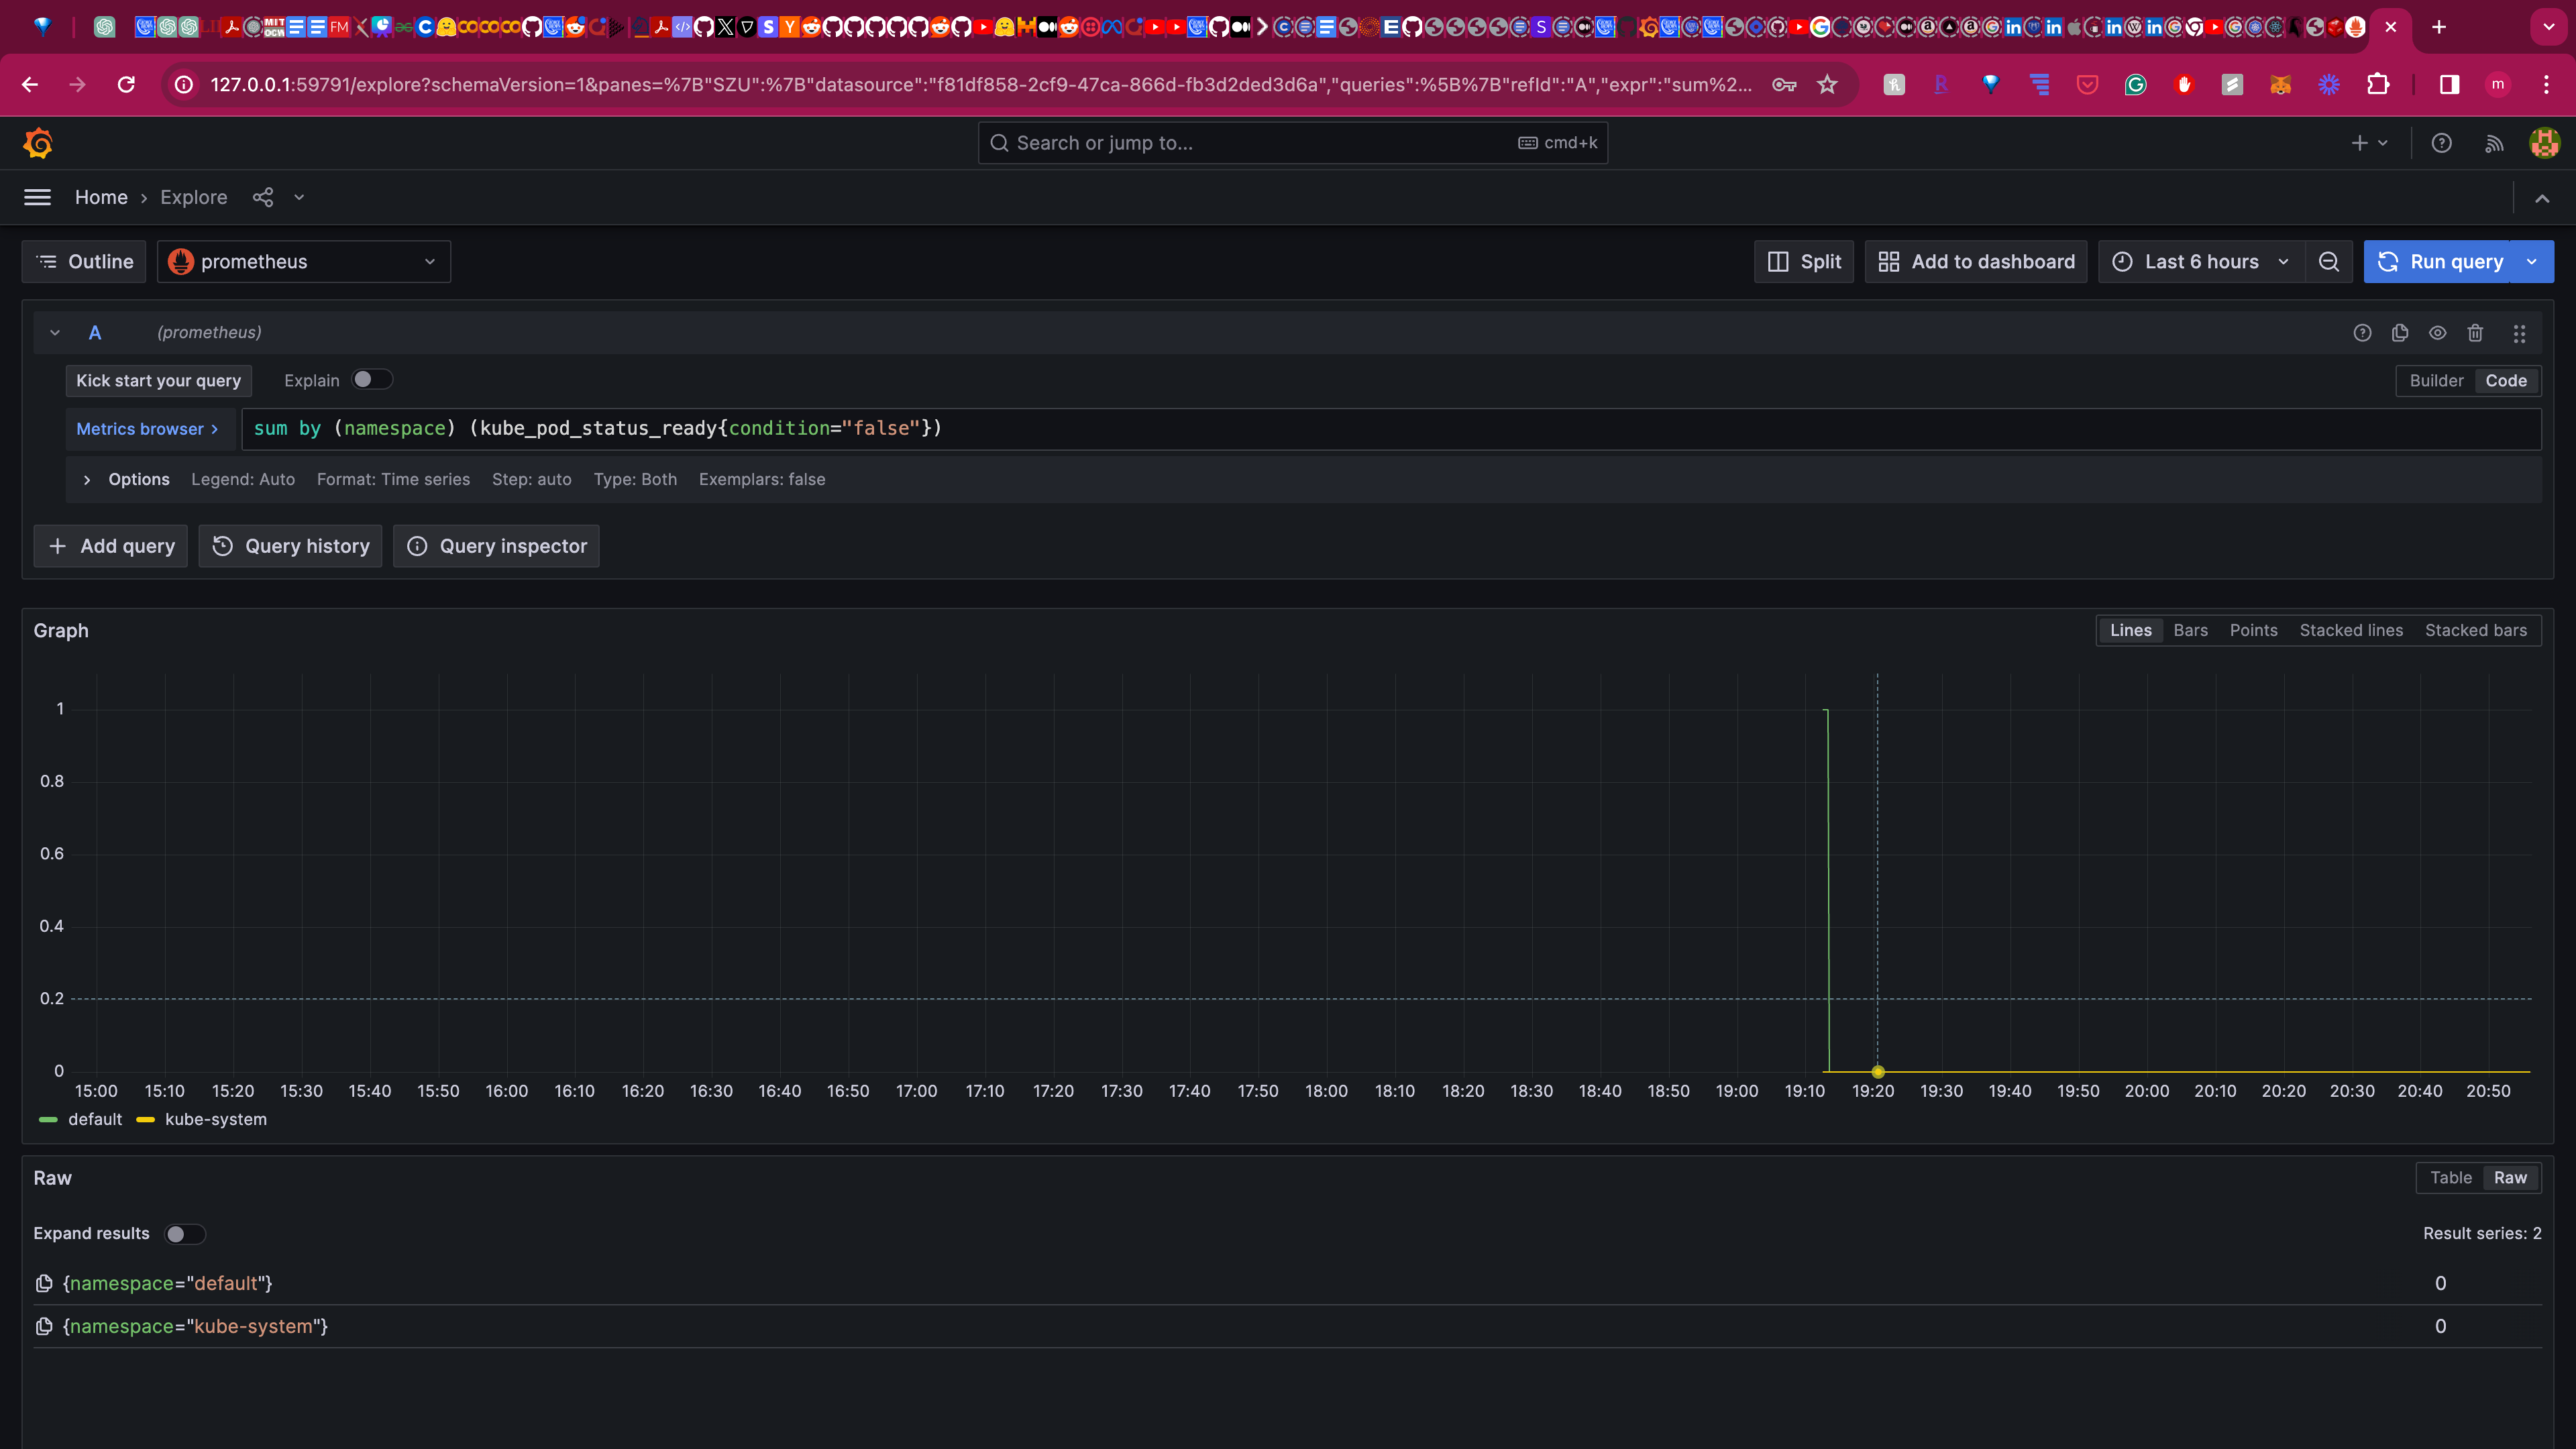 127.0.0.1:59791/explore?schemaVersion=1&panes=%7B"SZU":%7B"datasource":"f81df858-2cf9-47ca-866d-fb3d2ded3d6a","queries":%5B%7B"refId":"A","expr":"sum%2...
Search or jump to...
cmd+k
Home › Explore
Outline
prometheus
Split
Add to dashboard
Last 6 hours
Run query
A (prometheus)
Kick start your query
Explain
Builder
Code
Metrics browser >
sum by (namespace) (kube_pod_status_ready{condition="false"})
Options Legend: Auto Format: Time series Step: auto Type: Both Exemplars: false
+ Add query
Query history
Query inspector
Graph
Lines Bars Points Stacked lines Stacked bars
1
0.8
0.6
0.4
0.2
0
15:00 15:10 15:20 15:30 15:40 15:50 16:00 16:10 16:20 16:30 16:40 16:50 17:00 17:10 17:20 17:30 17:40 17:50 18:00 18:10 18:20 18:30 18:40 18:50 19:00 19:10 19:20 19:30 19:40 19:50 20:00 20:10 20:20 20:30 20:40 20:50
default kube-system
Raw
Table Raw
Expand results
Result series: 2
{namespace="default"} 0
{namespace="kube-system"} 0